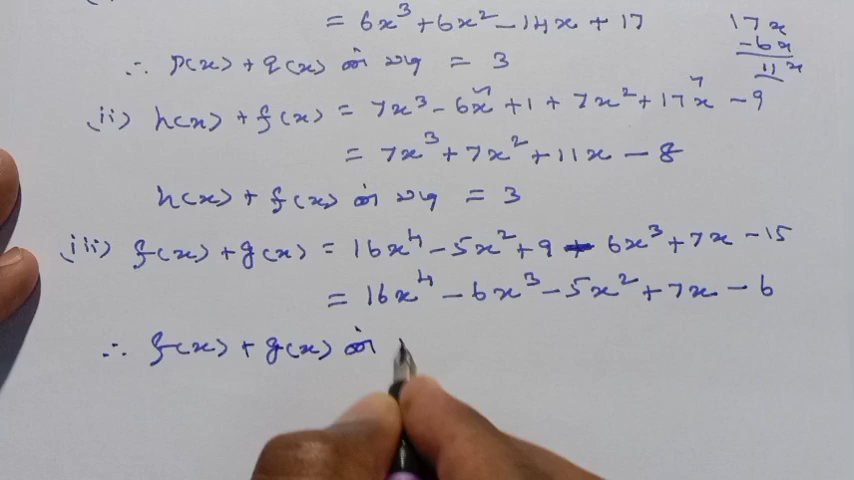 = 6x³ + 6x² - 14x + 17
17x
-6x
11x
∴ p(x) + q(x) ன் படி = 3
(ii) h(x) + f(x) = 7x³ - 6x + 1 + 7x² + 17x - 9
= 7x³ + 7x² + 11x - 8
h(x) + f(x) ன் படி = 3
(iii) f(x) + g(x) = 16x⁴ - 5x² + 9 - 6x³ + 7x - 15
= 16x⁴ - 6x³ - 5x² + 7x - 6
∴ f(x) + g(x) ன்